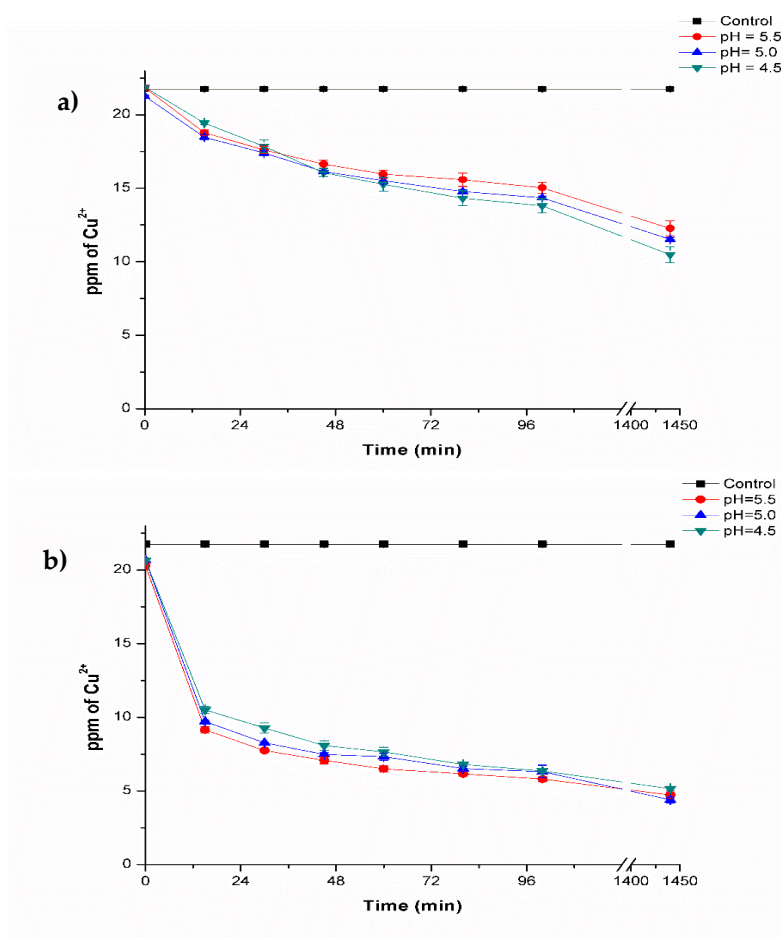 Control
pH = 5.5
pH= 5.0
pH = 4.5
a)
20
15
10
5
0
ppm of Cu2+
0 24 48 72 96 1400 1450
Time (min)
Control
pH=5.5
pH=5.0
pH=4.5
b)
20
15
10
5
0
ppm of Cu2+
0 24 48 72 96 1400 1450
Time (min)